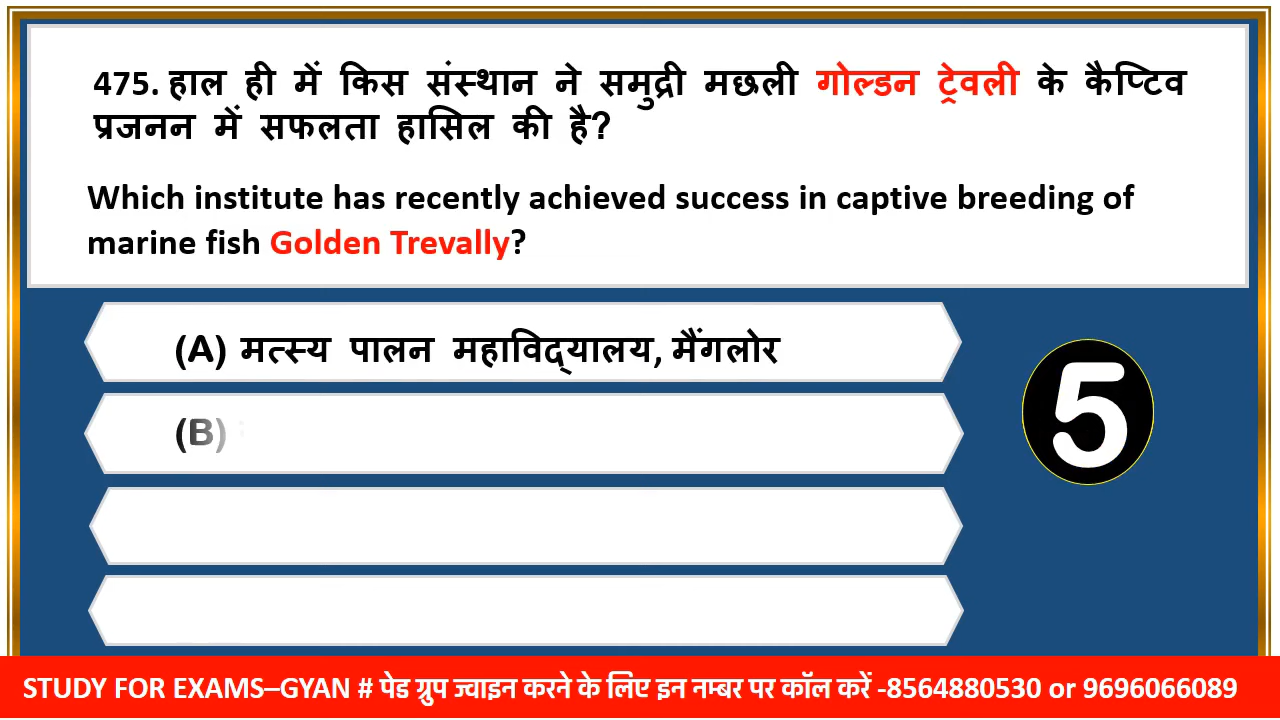 475. हाल ही में किस संस्थान ने समुद्री मछली गोल्डन ट्रेवली के कैप्टिव
प्रजनन में सफलता हासिल की है?
Which institute has recently achieved success in captive breeding of
marine fish Golden Trevally?
(A) मत्स्य पालन महाविद्यालय, मैंगलोर
(B)
5
STUDY FOR EXAMS–GYAN # पेड ग्रुप ज्वाइन करने के लिए इन नम्बर पर कॉल करें -8564880530 or 9696066089